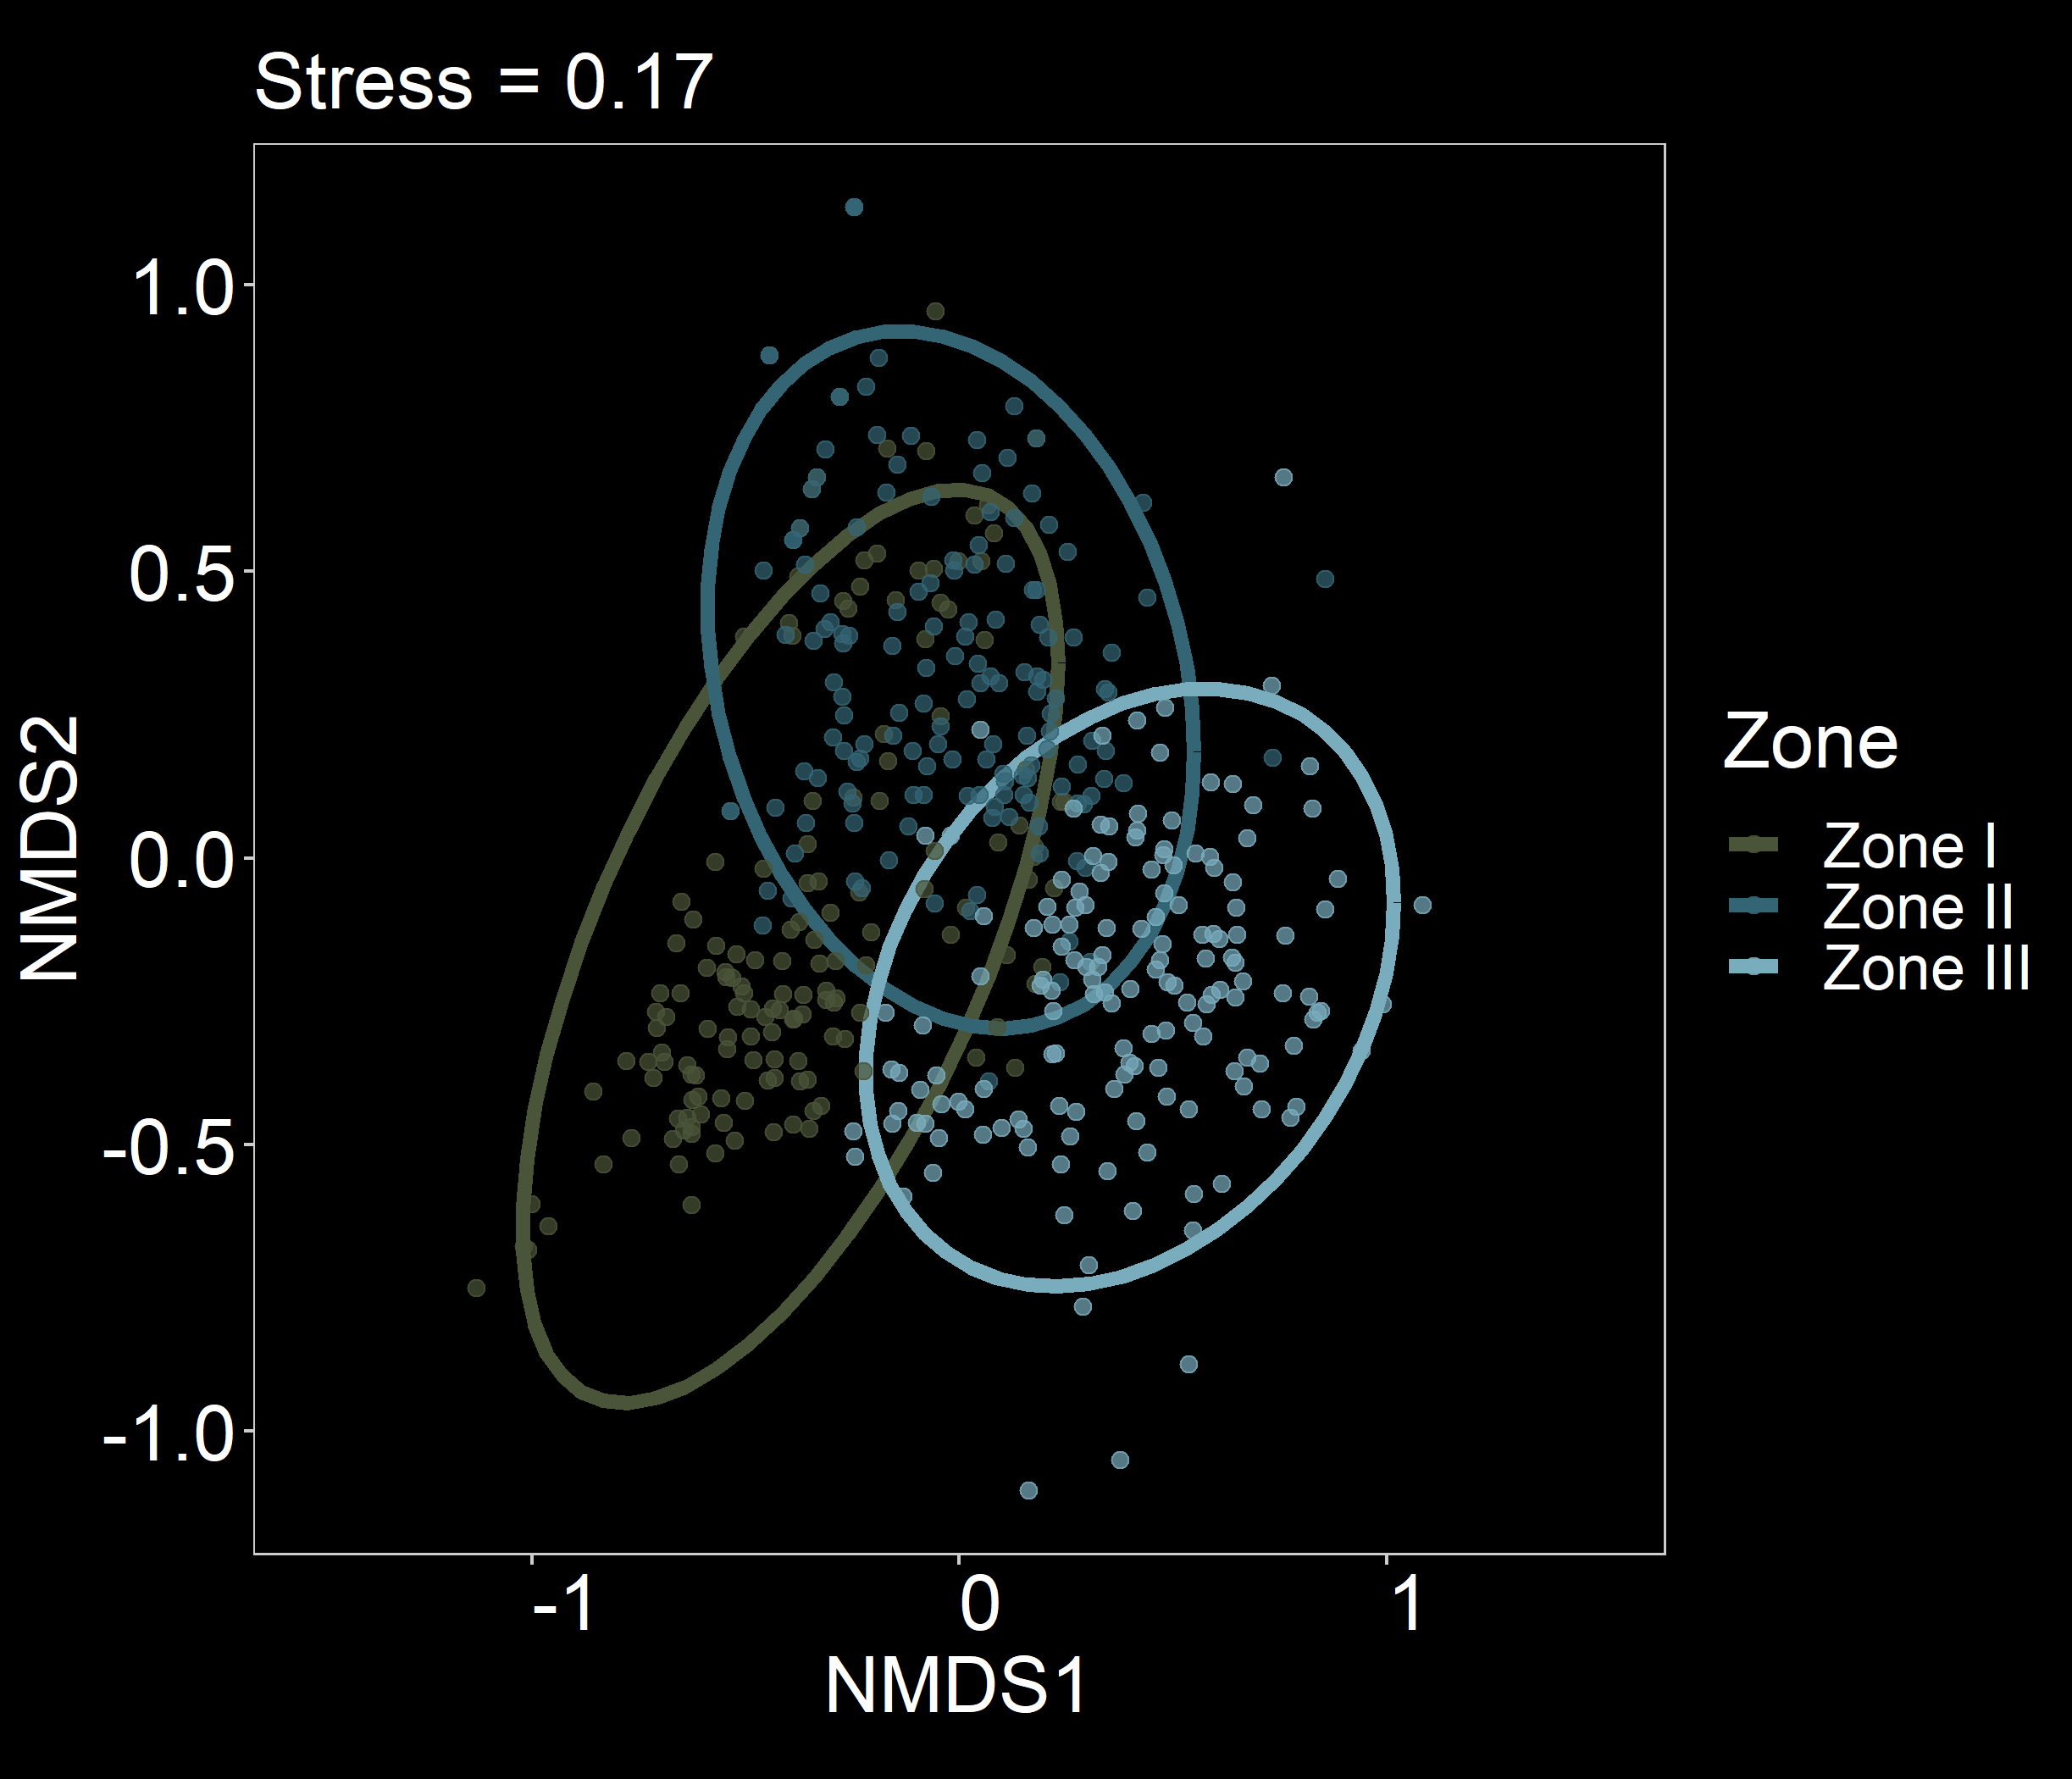 Stress = 0.17
1.0
0.5
0.0
-0.5
-1.0
NMDS2
-1
0
1
NMDS1
Zone
Zone I
Zone II
Zone III